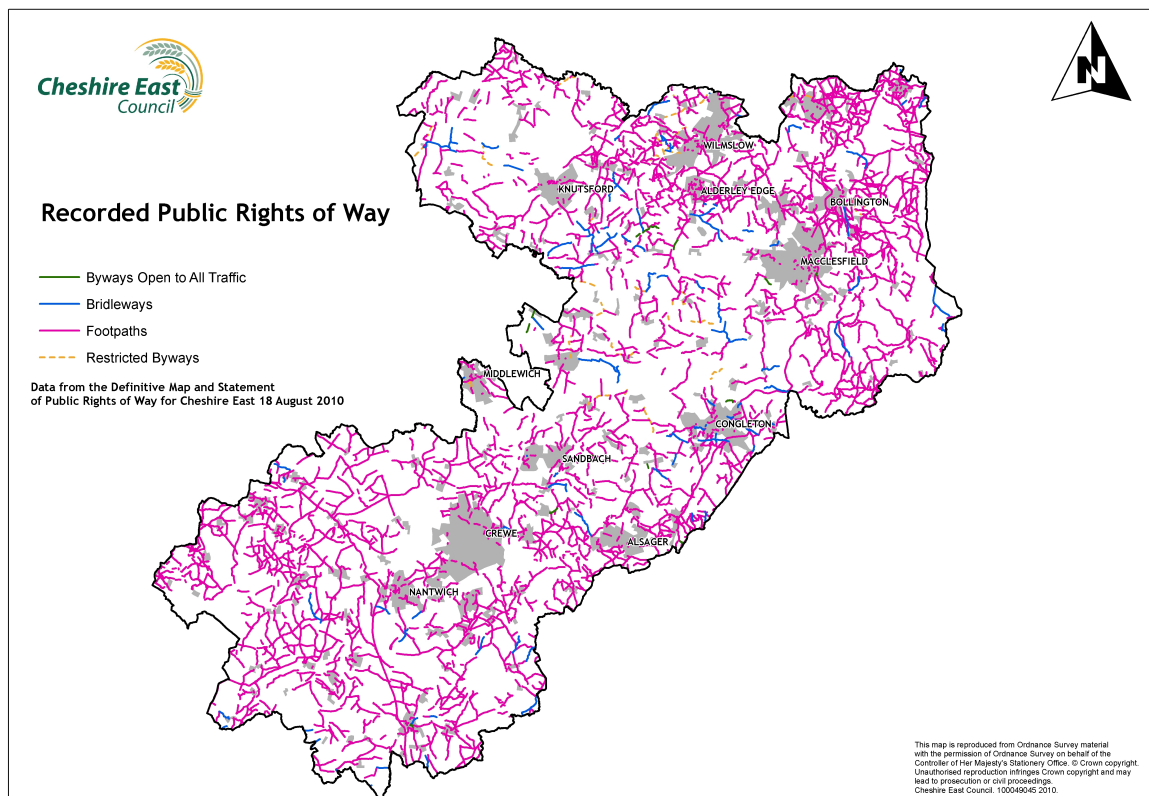 Cheshire East
Council
N
Recorded Public Rights of Way
Byways Open to All Traffic
Bridleways
Footpaths
Restricted Byways
Data from the Definitive Map and Statement
of Public Rights of Way for Cheshire East 18 August 2010
WILMSLOW
KNUTSFORD
ALDERLEY EDGE
BOLLINGTON
MACCLESFIELD
MIDDLEWICH
CONGLETON
SANDBACH
CREWE
ALSAGER
NANTWICH
This map is reproduced from Ordnance Survey material
with the permission of Ordnance Survey on behalf of the
Controller of Her Majesty's Stationery Office. © Crown copyright.
Unauthorised reproduction infringes Crown copyright and may
lead to prosecution or civil proceedings.
Cheshire East Council. 100049045 2010.